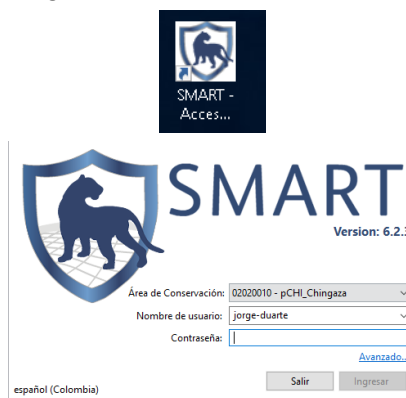 SMART -
Acces...
SMART
Version: 6.2.3
Área de Conservación: 02020010 - pCHI_Chingaza
Nombre de usuario: jorge-duarte
Contraseña:
Avanzado...
español (Colombia) Salir Ingresar